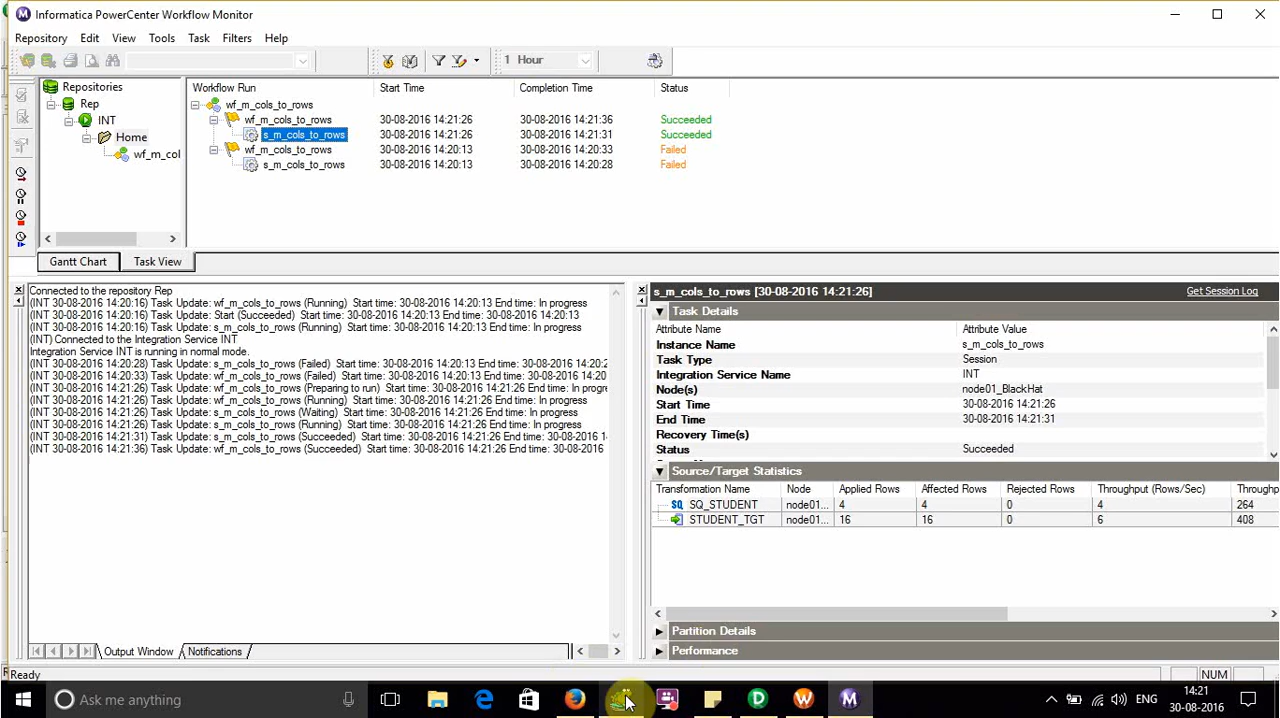 Informatica PowerCenter Workflow Monitor
Repository Edit View Tools Task Filters Help
1 Hour
Repositories
Rep
INT
Home
wf_m_col
Workflow Run Start Time Completion Time Status
wf_m_cols_to_rows
wf_m_cols_to_rows 30-08-2016 14:21:26 30-08-2016 14:21:36 Succeeded
s_m_cols_to_rows 30-08-2016 14:21:26 30-08-2016 14:21:31 Succeeded
wf_m_cols_to_rows 30-08-2016 14:20:13 30-08-2016 14:20:33 Failed
s_m_cols_to_rows 30-08-2016 14:20:13 30-08-2016 14:20:28 Failed
Gantt Chart Task View
Connected to the repository Rep
(INT 30-08-2016 14:20:16) Task Update: wf_m_cols_to_rows (Running) Start time: 30-08-2016 14:20:13 End time: In progress
(INT 30-08-2016 14:20:16) Task Update: Start (Succeeded) Start time: 30-08-2016 14:20:13 End time: 30-08-2016 14:20:13
(INT 30-08-2016 14:20:16) Task Update: s_m_cols_to_rows (Running) Start time: 30-08-2016 14:20:13 End time: In progress
(INT) Connected to the Integration Service INT
Integration Service INT is running in normal mode.
(INT 30-08-2016 14:20:28) Task Update: s_m_cols_to_rows (Failed) Start time: 30-08-2016 14:20:13 End time: 30-08-2016 14:20:2
(INT 30-08-2016 14:20:33) Task Update: wf_m_cols_to_rows (Failed) Start time: 30-08-2016 14:20:13 End time: 30-08-2016 14:20
(INT 30-08-2016 14:21:26) Task Update: wf_m_cols_to_rows (Preparing to run) Start time: 30-08-2016 14:21:26 End time: In progre
(INT 30-08-2016 14:21:26) Task Update: wf_m_cols_to_rows (Running) Start time: 30-08-2016 14:21:26 End time: In progress
(INT 30-08-2016 14:21:26) Task Update: s_m_cols_to_rows (Waiting) Start time: 30-08-2016 14:21:26 End time: In progress
(INT 30-08-2016 14:21:26) Task Update: s_m_cols_to_rows (Running) Start time: 30-08-2016 14:21:26 End time: In progress
(INT 30-08-2016 14:21:31) Task Update: s_m_cols_to_rows (Succeeded) Start time: 30-08-2016 14:21:26 End time: 30-08-2016 1
(INT 30-08-2016 14:21:36) Task Update: wf_m_cols_to_rows (Succeeded) Start time: 30-08-2016 14:21:26 End time: 30-08-2016
Output Window Notifications
s_m_cols_to_rows [30-08-2016 14:21:26] Get Session Log
Task Details
Attribute Name Attribute Value
Instance Name s_m_cols_to_rows
Task Type Session
Integration Service Name INT
Node(s) node01_BlackHat
Start Time 30-08-2016 14:21:26
End Time 30-08-2016 14:21:31
Recovery Time(s)
Status Succeeded
Source/Target Statistics
Transformation Name Node Applied Rows Affected Rows Rejected Rows Throughput (Rows/Sec) Throughp
SQ_STUDENT node01... 4 4 0 4 264
STUDENT_TGT node01... 16 16 0 6 408
Partition Details
Performance
Ready NUM
Ask me anything ENG 14:21
30-08-2016